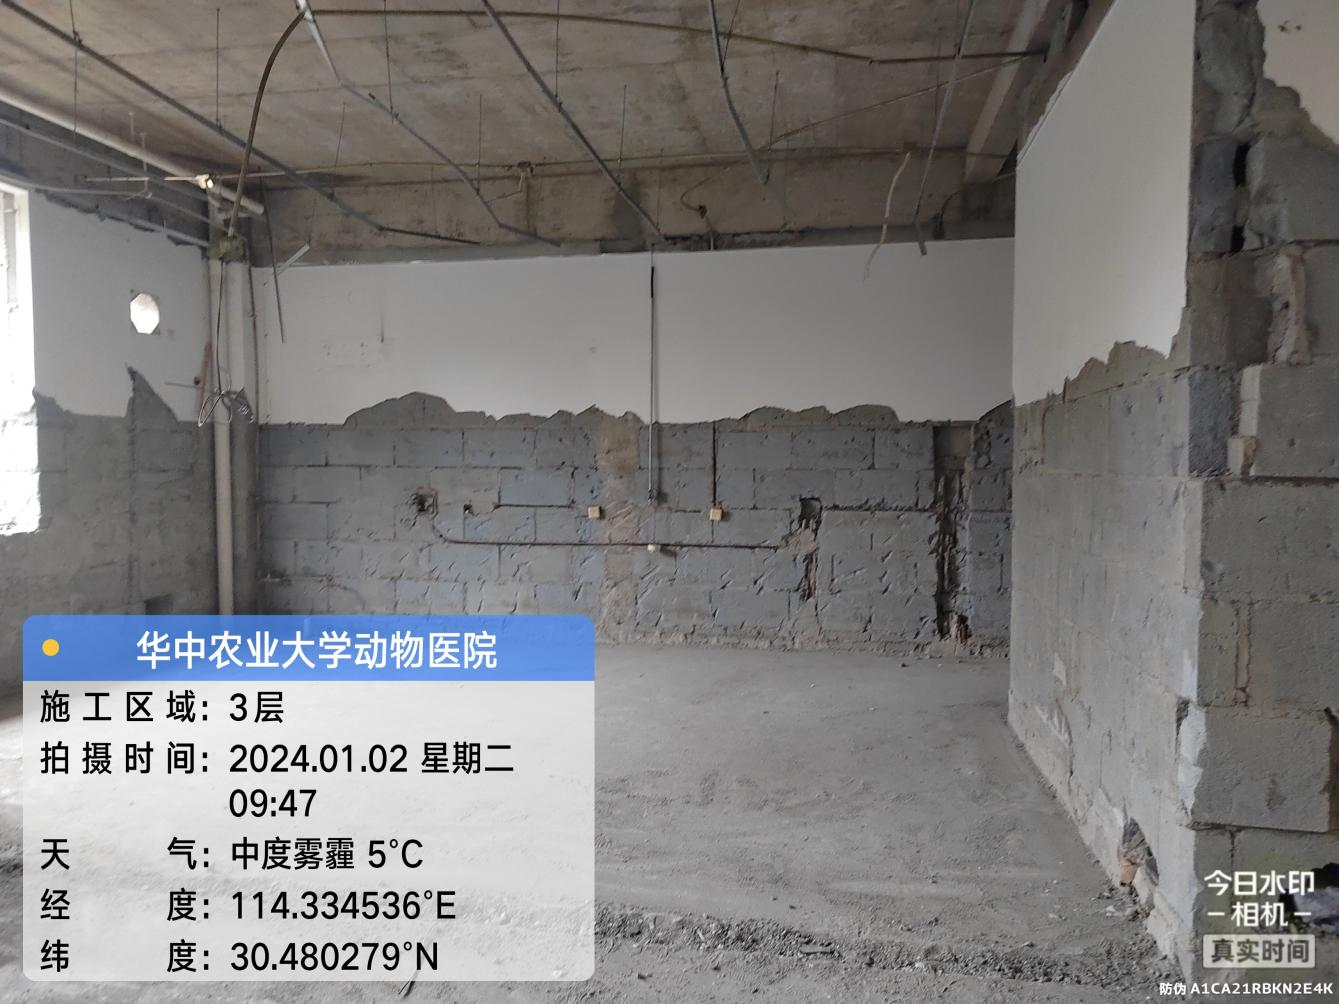 华中农业大学动物医院
施工区域：3层
拍摄时间：2024.01.02 星期二
09:47
天气：中度雾霾 5°C
经度：114.334536°E
纬度：30.480279°N
今日水印
-相机-
真实时间
防伪 A1CA21RBKN2E4K